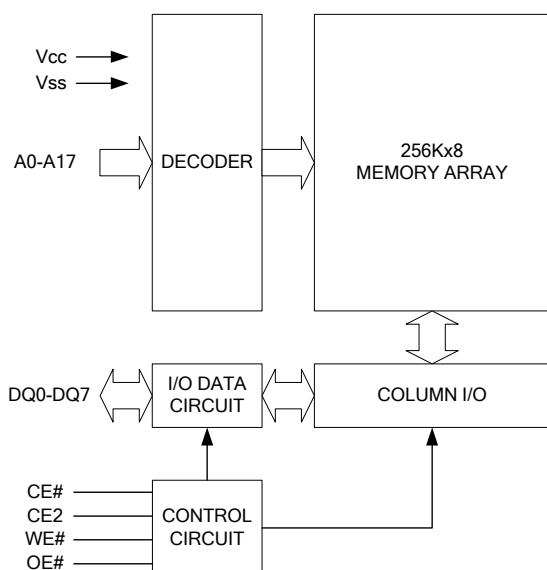 Vcc
Vss
A0-A17
DECODER
256Kx8
MEMORY ARRAY
DQ0-DQ7
I/O DATA
CIRCUIT
COLUMN I/O
CE#
CE2
WE#
OE#
CONTROL
CIRCUIT